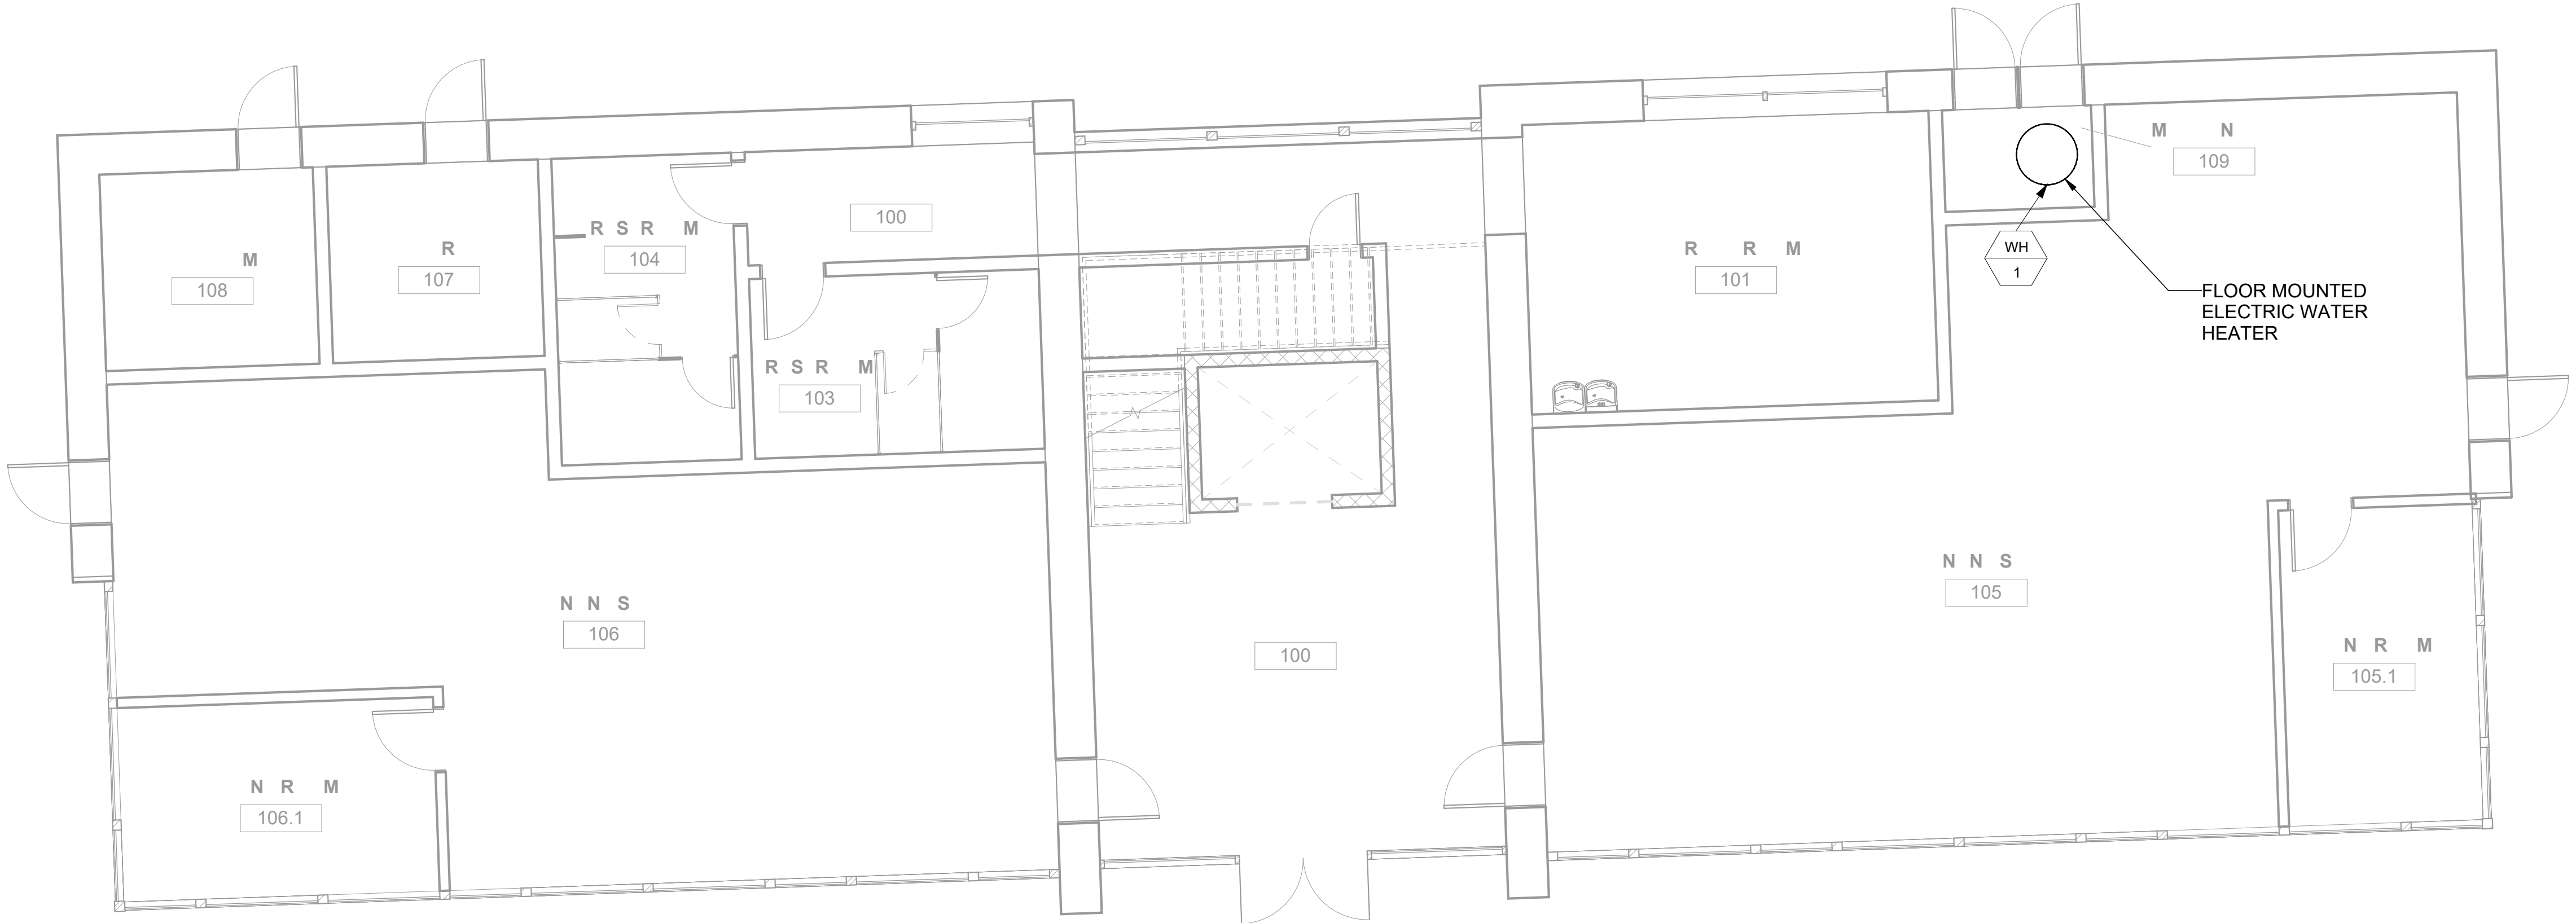 M N
109
R S R M
104
100
R
107
M
108
R R M
101
WH
1
FLOOR MOUNTED
ELECTRIC WATER
HEATER
R S R M
103
N N S
106
N N S
105
100
N R M
105.1
N R M
106.1